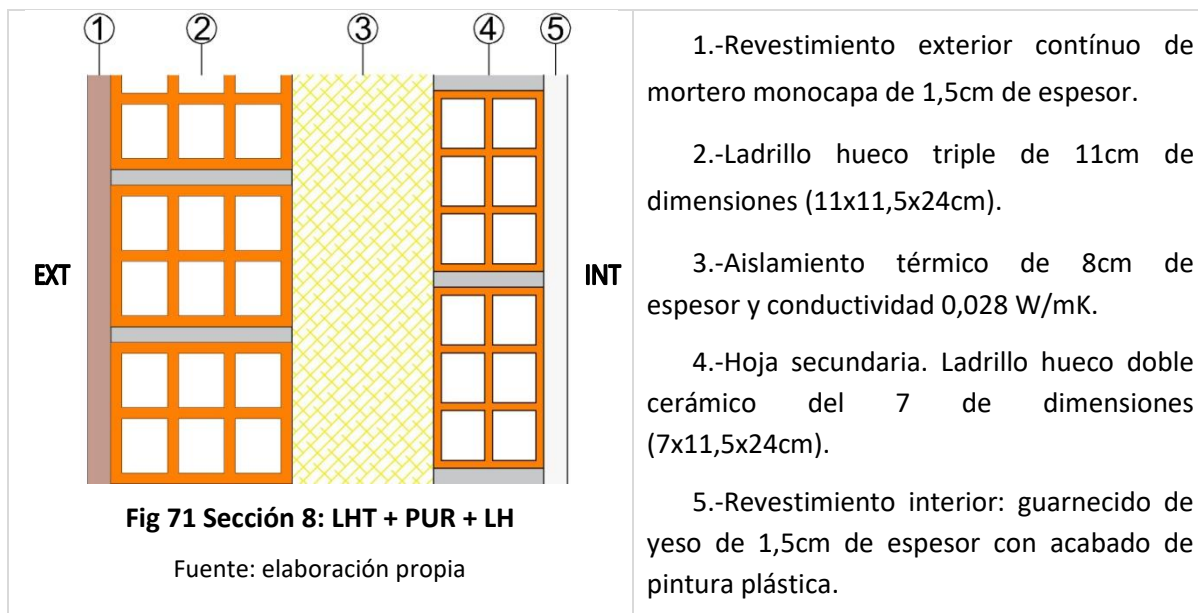 1 2 3 4 5
EXT
INT
Fig 71 Sección 8: LHT + PUR + LH
Fuente: elaboración propia
1.-Revestimiento exterior contínuo de
mortero monocapa de 1,5cm de espesor.
2.-Ladrillo hueco triple de 11cm de
dimensiones (11x11,5x24cm).
3.-Aislamiento térmico de 8cm de
espesor y conductividad 0,028 W/mK.
4.-Hoja secundaria. Ladrillo hueco doble
cerámico del 7 de dimensiones
(7x11,5x24cm).
5.-Revestimiento interior: guarnecido de
yeso de 1,5cm de espesor con acabado de
pintura plástica.